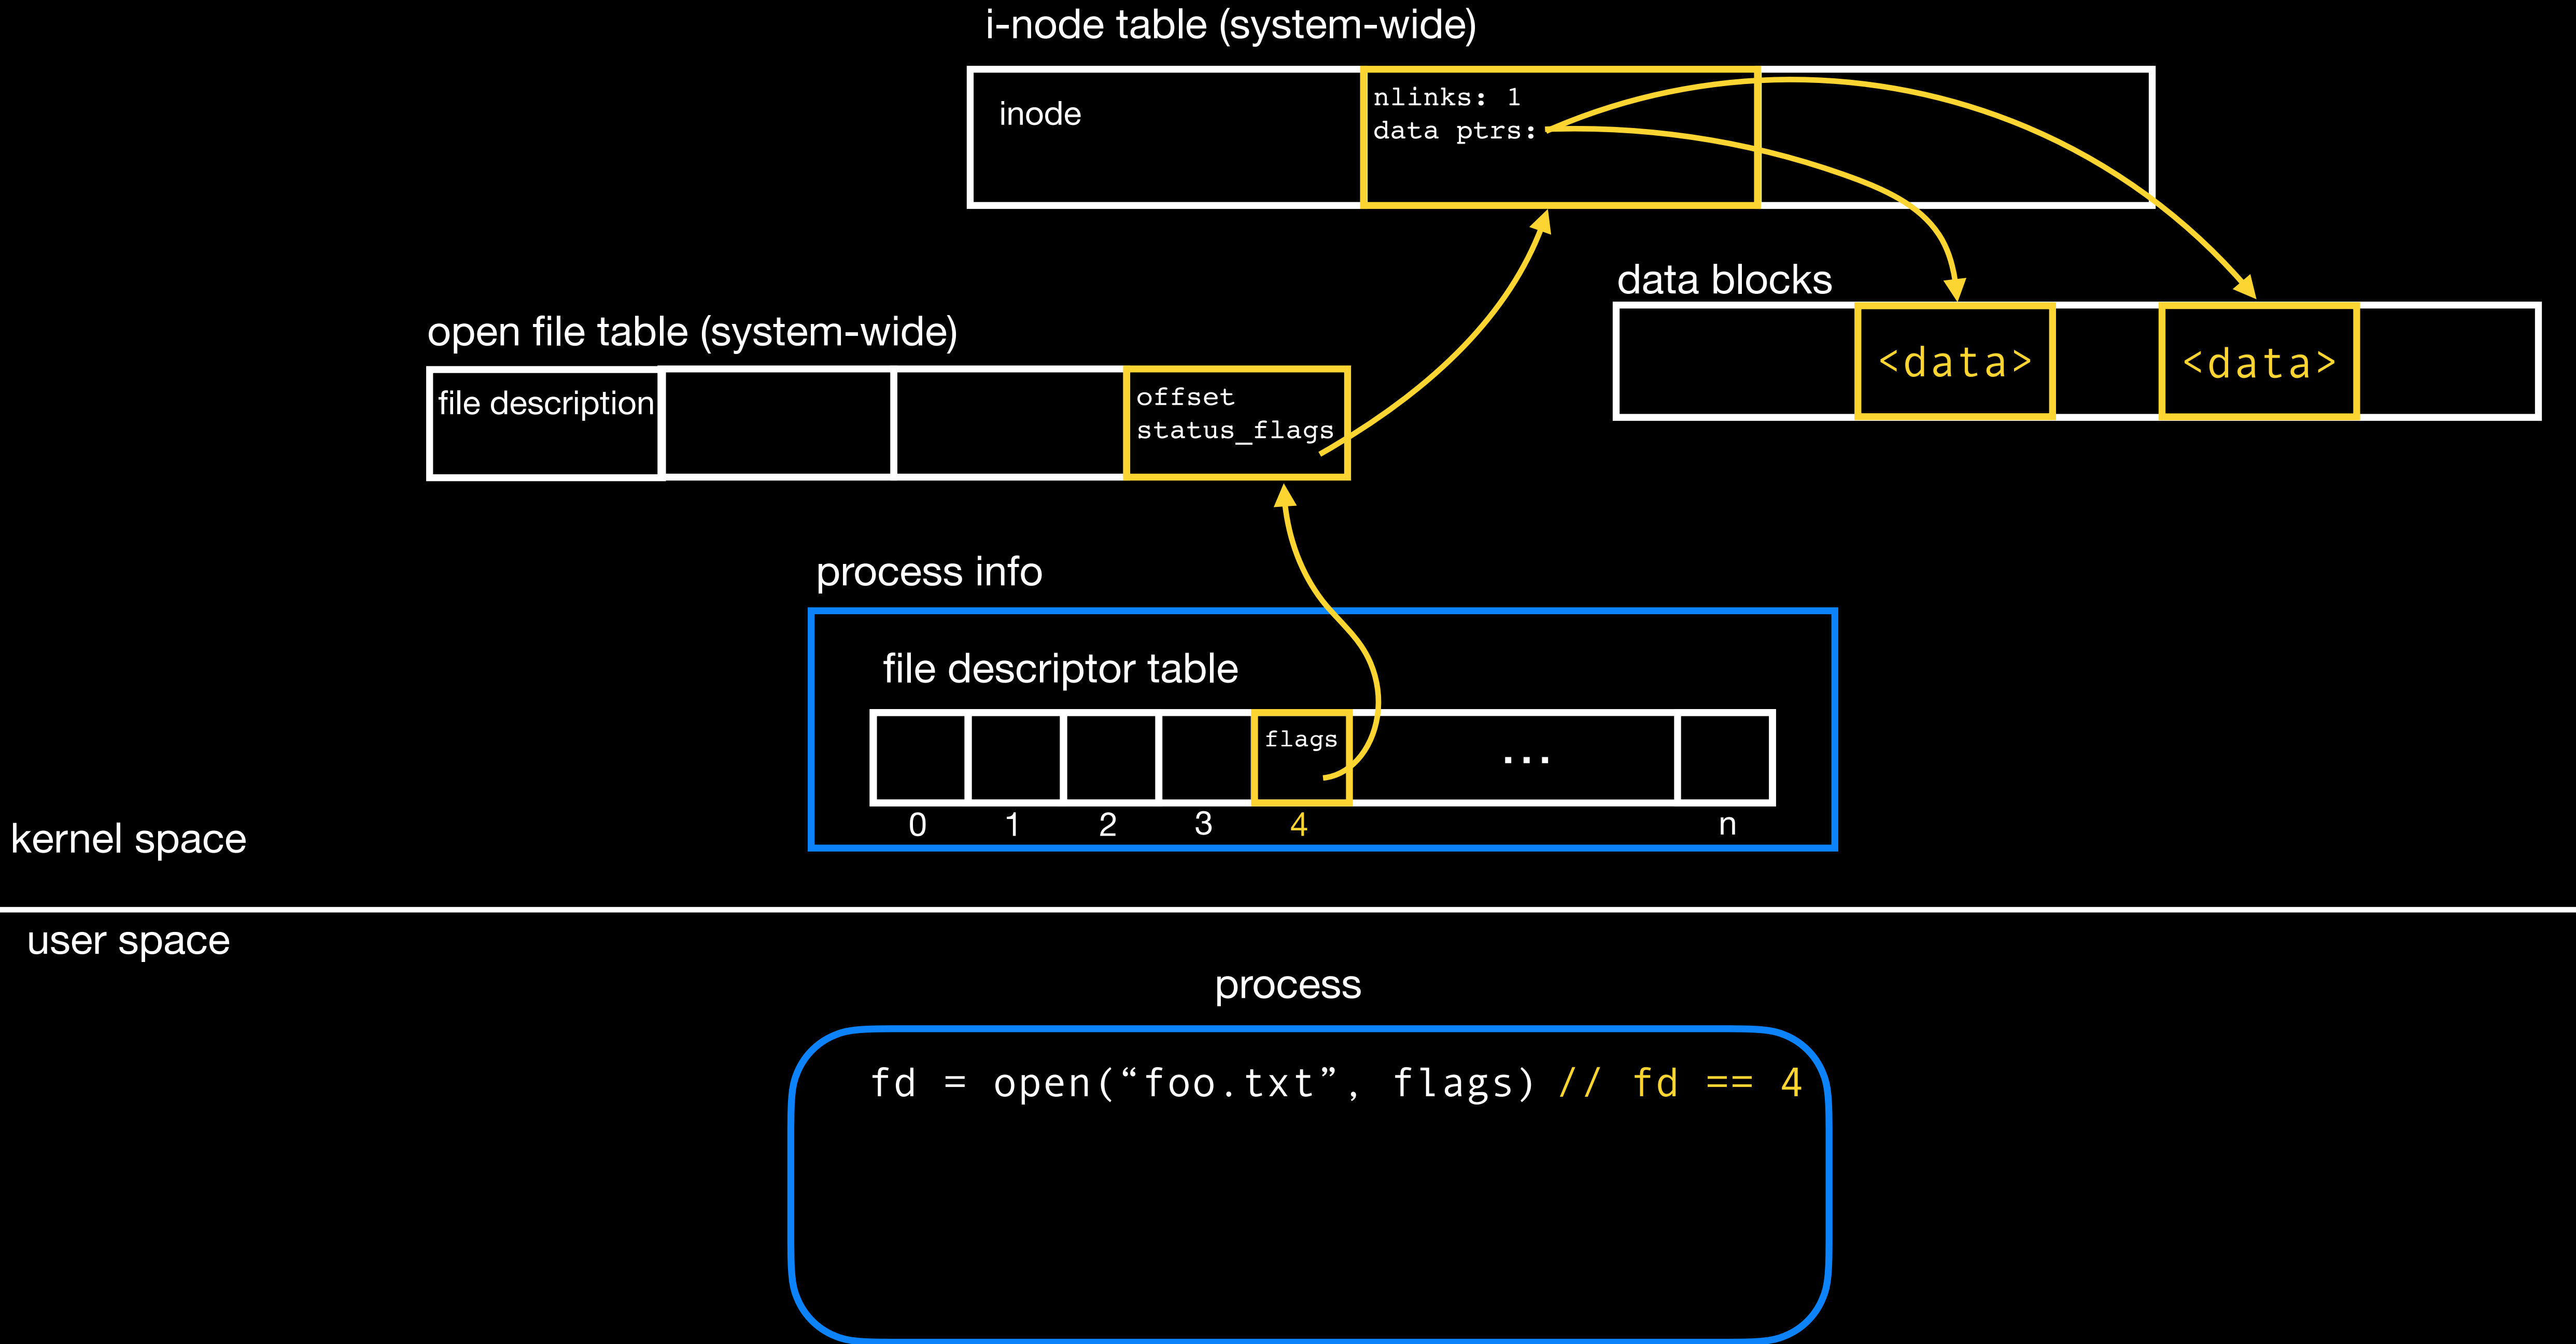 i-node table (system-wide)
inode
nlinks: 1
data ptrs:
data blocks
<data>
<data>
open file table (system-wide)
file description
offset
status_flags
process info
file descriptor table
flags
...
0 1 2 3 4 n
kernel space
user space
process
fd = open(“foo.txt”, flags) // fd == 4